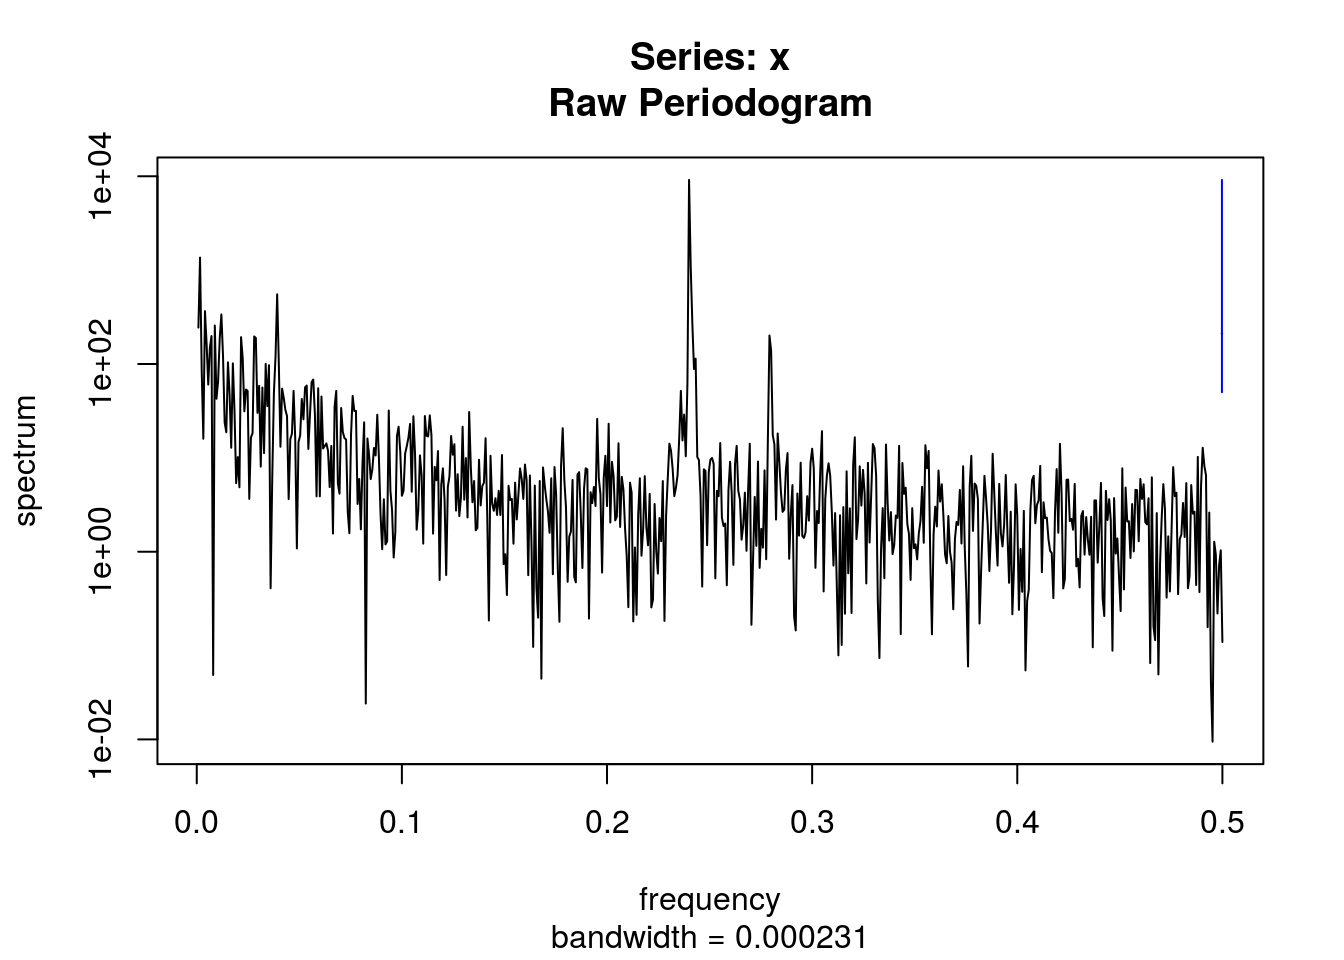 Series: x
Raw Periodogram
spectrum
1e+04
1e+02
1e+00
1e-02
0.0 0.1 0.2 0.3 0.4 0.5
frequency
bandwidth = 0.000231